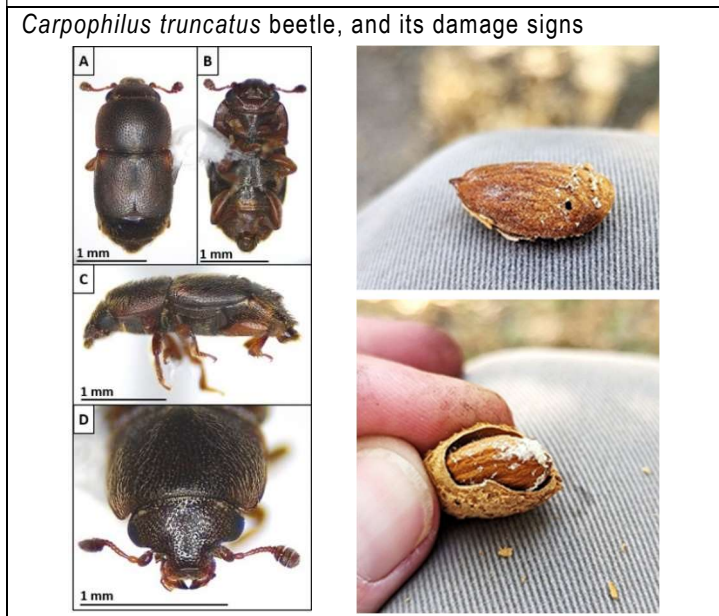 Carpophilus truncatus beetle, and its damage signs
A
B
1 mm
1 mm
C
1 mm
D
1 mm